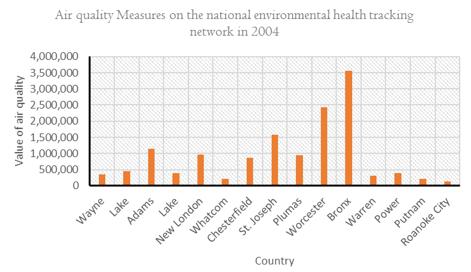 Air quality Measures on the national environmental health tracking
network in 2004
4,000,000
3,500,000
3,000,000
2,500,000
2,000,000
1,500,000
1,000,000
500,000
0
Value of air quality
Wayne
Lake
Adams
Lake
New London
Whatcom
Chesterfield
St. Joseph
Plumas
Worcester
Bronx
Warren
Power
Putnam
Roanoke City
Country